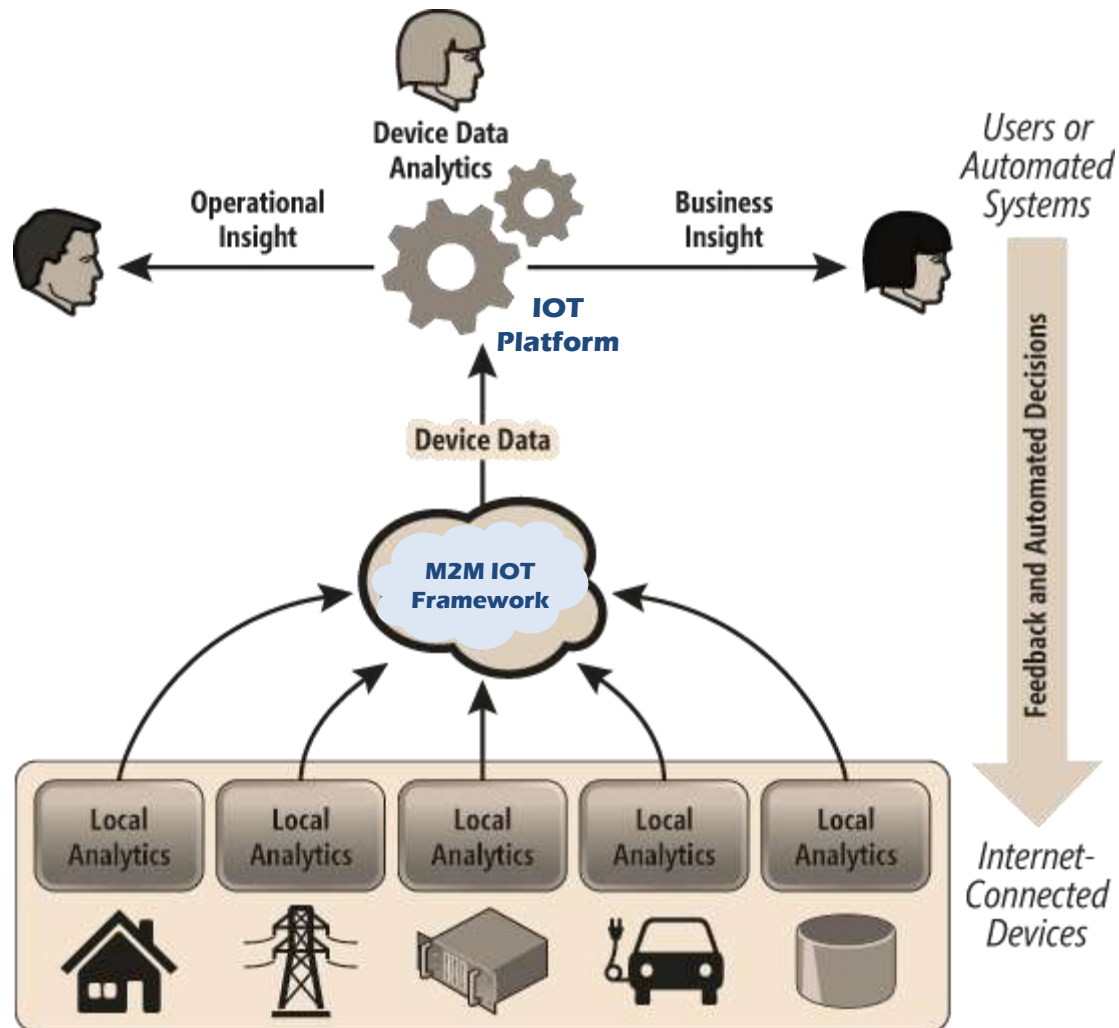 Device Data
Analytics
Operational
Insight
Business
Insight
IOT
Platform
Device Data
M2M IOT
Framework
Local
Analytics
Local
Analytics
Local
Analytics
Local
Analytics
Local
Analytics
Users or
Automated
Systems
Feedback and Automated Decisions
Internet-
Connected
Devices